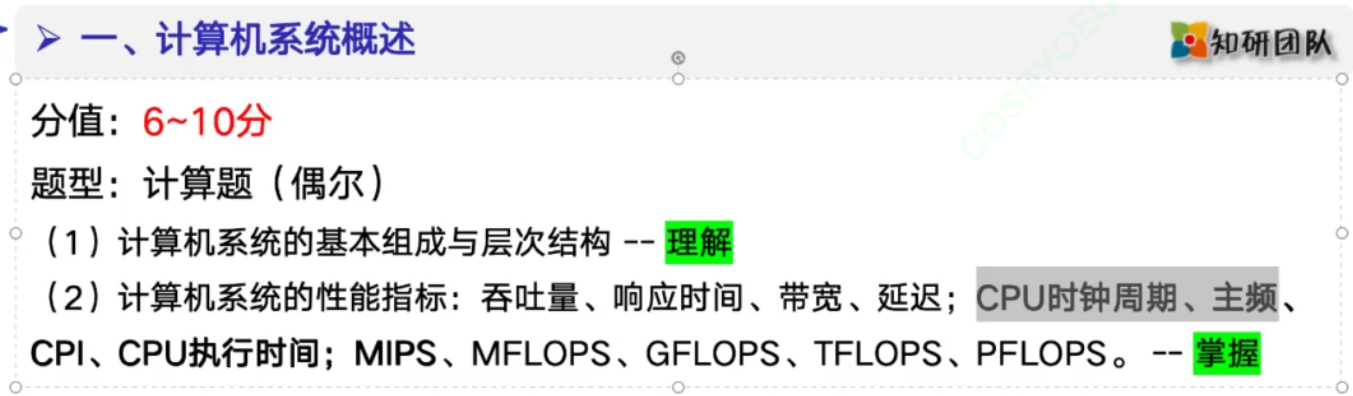 ➢ 一、计算机系统概述
知研团队
分值：6~10分
题型：计算题（偶尔）
（1）计算机系统的基本组成与层次结构 -- 理解
（2）计算机系统的性能指标：吞吐量、响应时间、带宽、延迟；CPU时钟周期、主频、
CPI、CPU执行时间；MIPS、MFLOPS、GFLOPS、TFLOPS、PFLOPS。 -- 掌握